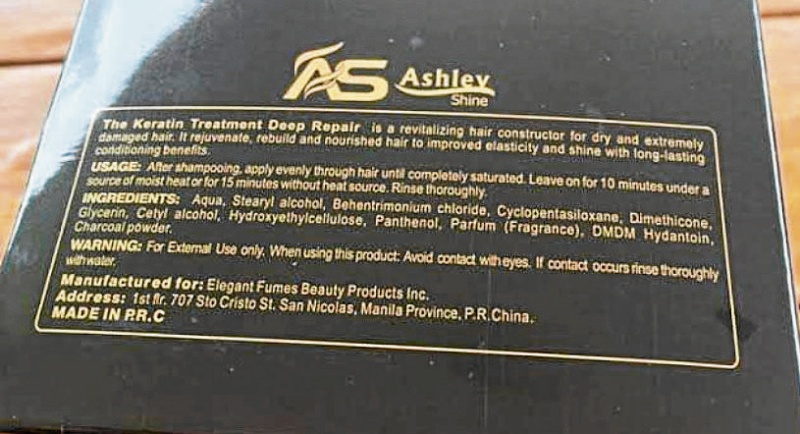 AS Ashley
Shine
The Keratin Treatment Deep Repair is a revitalizing hair constructor for dry and extremely
damaged hair. It rejuvenate, rebuild and nourished hair to improved elasticity and shine with long-lasting
conditioning benefits.
USAGE: After shampooing, apply evenly through hair until completely saturated. Leave on for 10 minutes under a
source of moist heat or for 15 minutes without heat source. Rinse thoroughly.
INGREDIENTS: Aqua, Stearyl alcohol, Behentrimonium chloride, Cyclopentasiloxane, Dimethicone,
Glycerin, Cetyl alcohol, Hydroxyethylcellulose, Panthenol, Parfum (Fragrance), DMDM Hydantoin,
Charcoal powder.
WARNING: For External Use only. When using this product: Avoid contact with eyes. If contact occurs rinse thoroughly
with water.
Manufactured for: Elegant Fumes Beauty Products Inc.
Address: 1st flr. 707 Sto Cristo St. San Nicolas, Manila Province, P.R.China.
MADE IN P.R.C